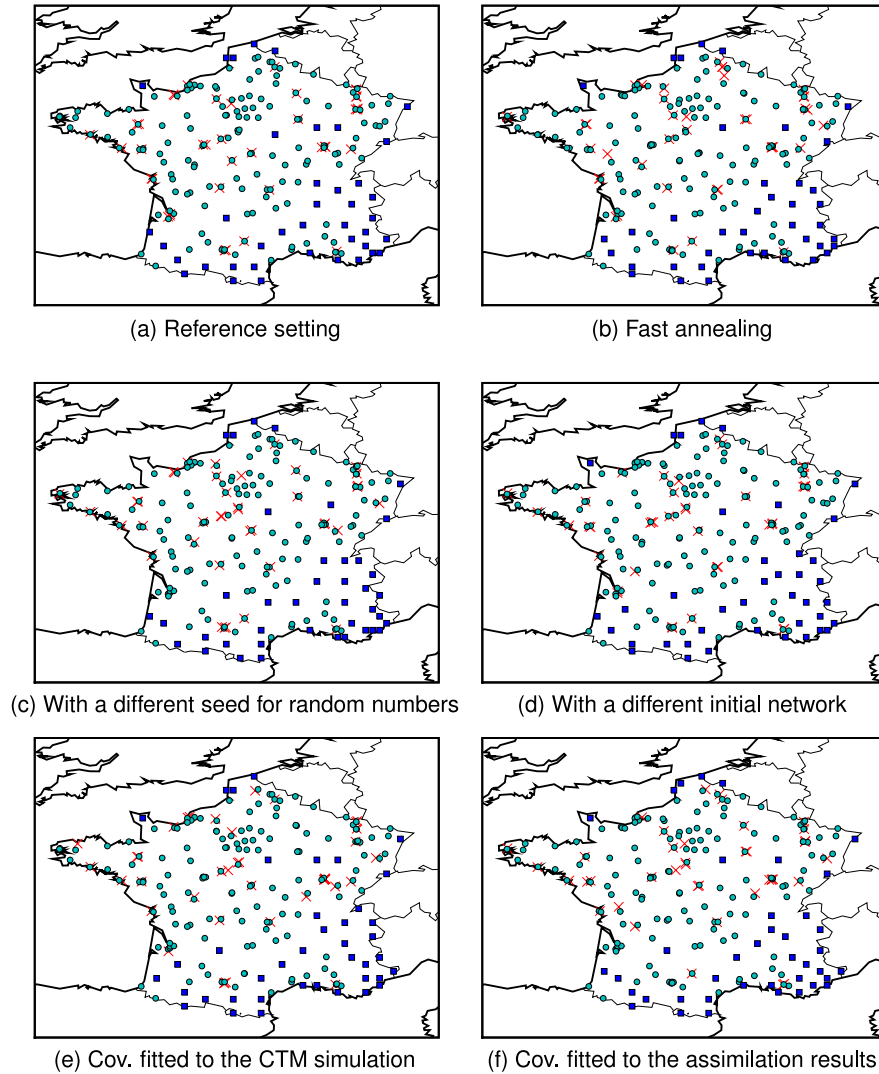 (a) Reference setting
(b) Fast annealing
(c) With a different seed for random numbers
(d) With a different initial network
(e) Cov. fitted to the CTM simulation
(f) Cov. fitted to the assimilation results